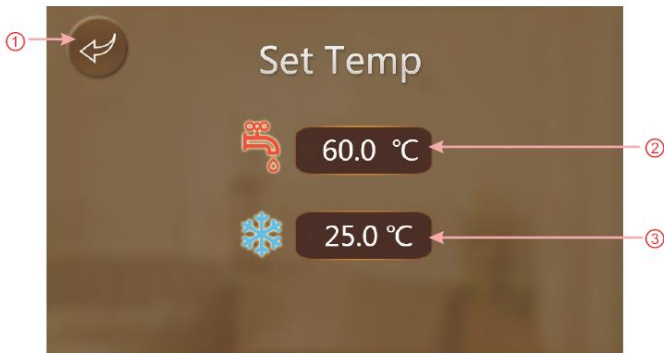 ①
Set Temp
60.0 ℃ ②
25.0 ℃ ③